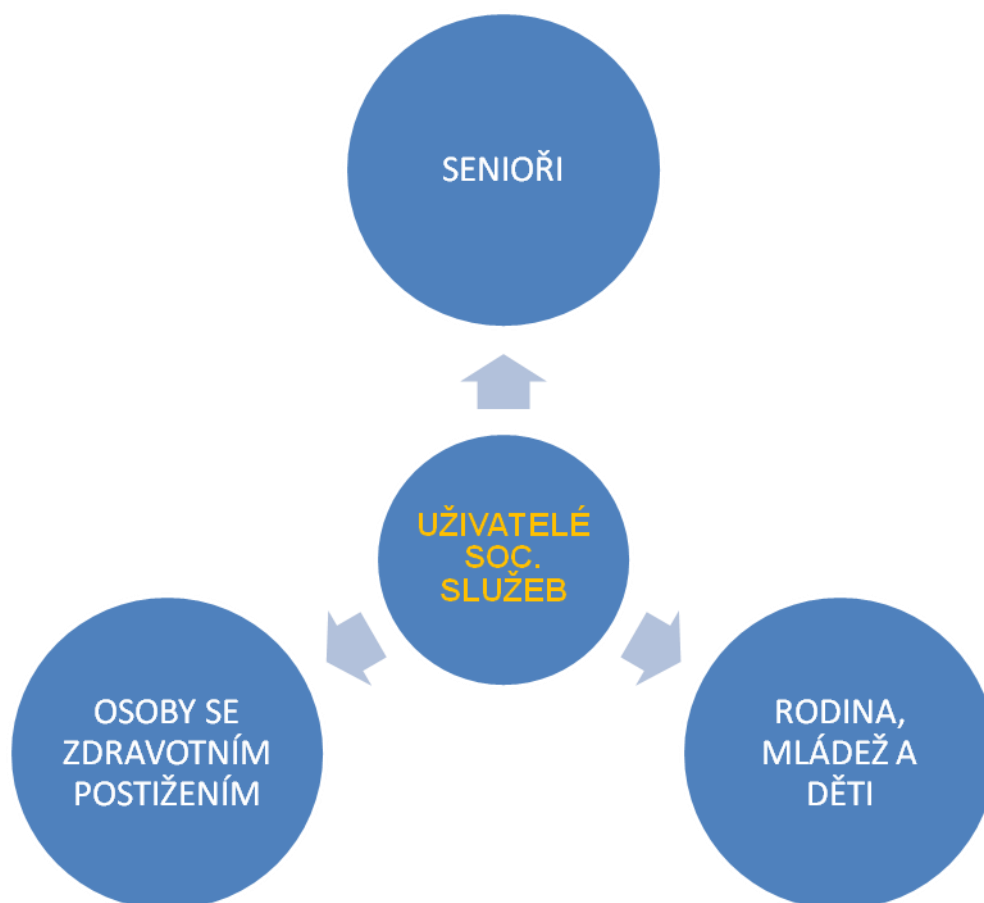 SENIOŘI
UŽIVATELÉ
SOC.
SLUŽEB
OSOBY SE
ZDRAVOTNÍM
POSTIŽENÍM
RODINA,
MLÁDEŽ A
DĚTI